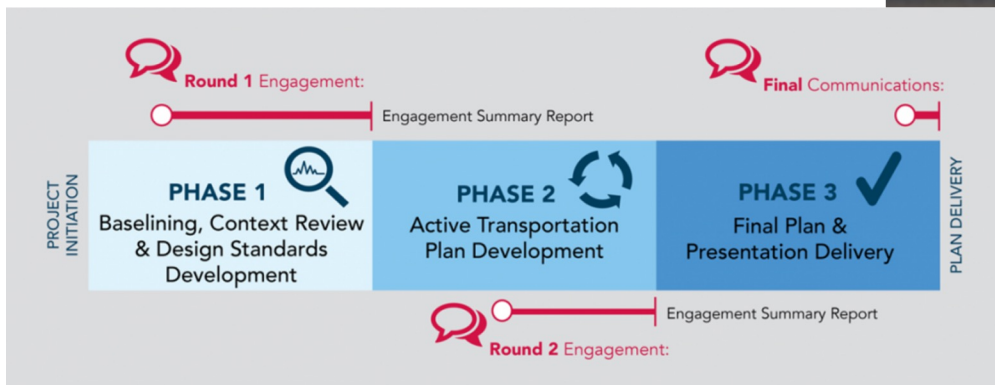 Round 1 Engagement:
Engagement Summary Report
Final Communications:
PROJECT
INITIATION
PHASE 1
Baselining, Context Review
& Design Standards
Development
PHASE 2
Active Transportation
Plan Development
PHASE 3
Final Plan &
Presentation Delivery
PLAN DELIVERY
Engagement Summary Report
Round 2 Engagement: